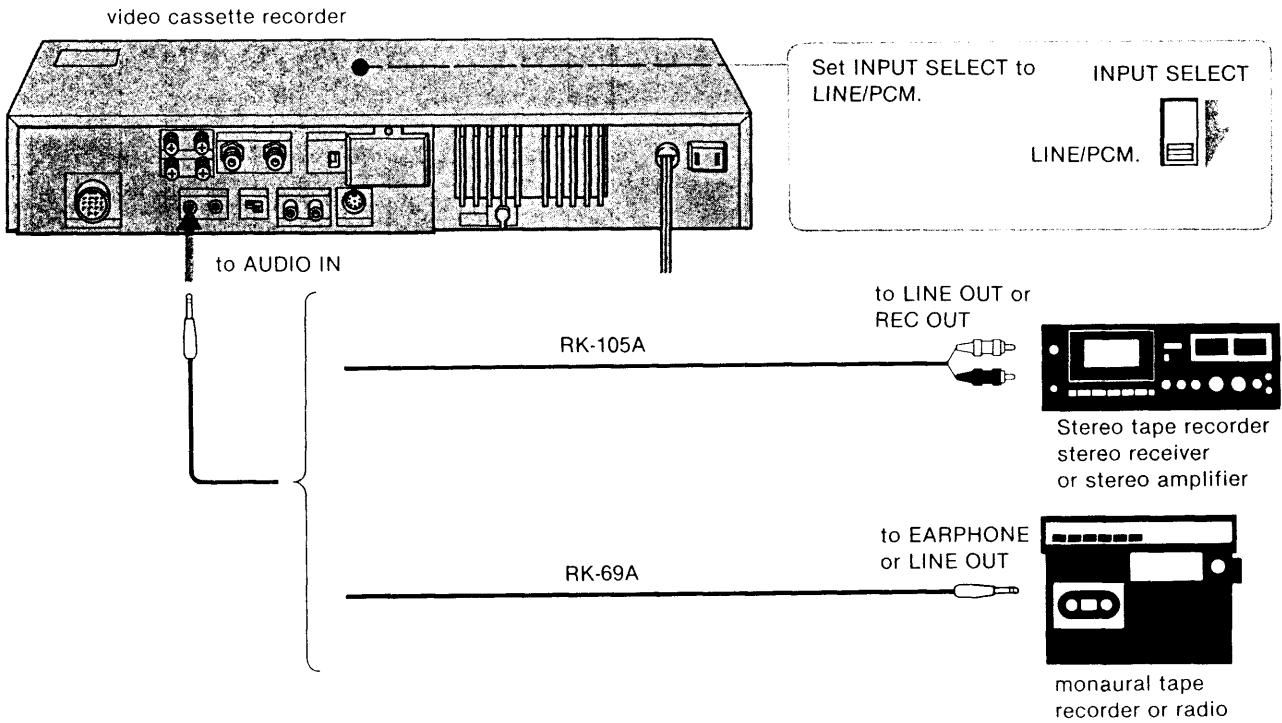 video cassette recorder
Set INPUT SELECT to
LINE/PCM.
INPUT SELECT
LINE/PCM.
to AUDIO IN
to LINE OUT or
REC OUT
RK-105A
Stereo tape recorder
stereo receiver
or stereo amplifier
to EARPHONE
or LINE OUT
RK-69A
monaural tape
recorder or radio